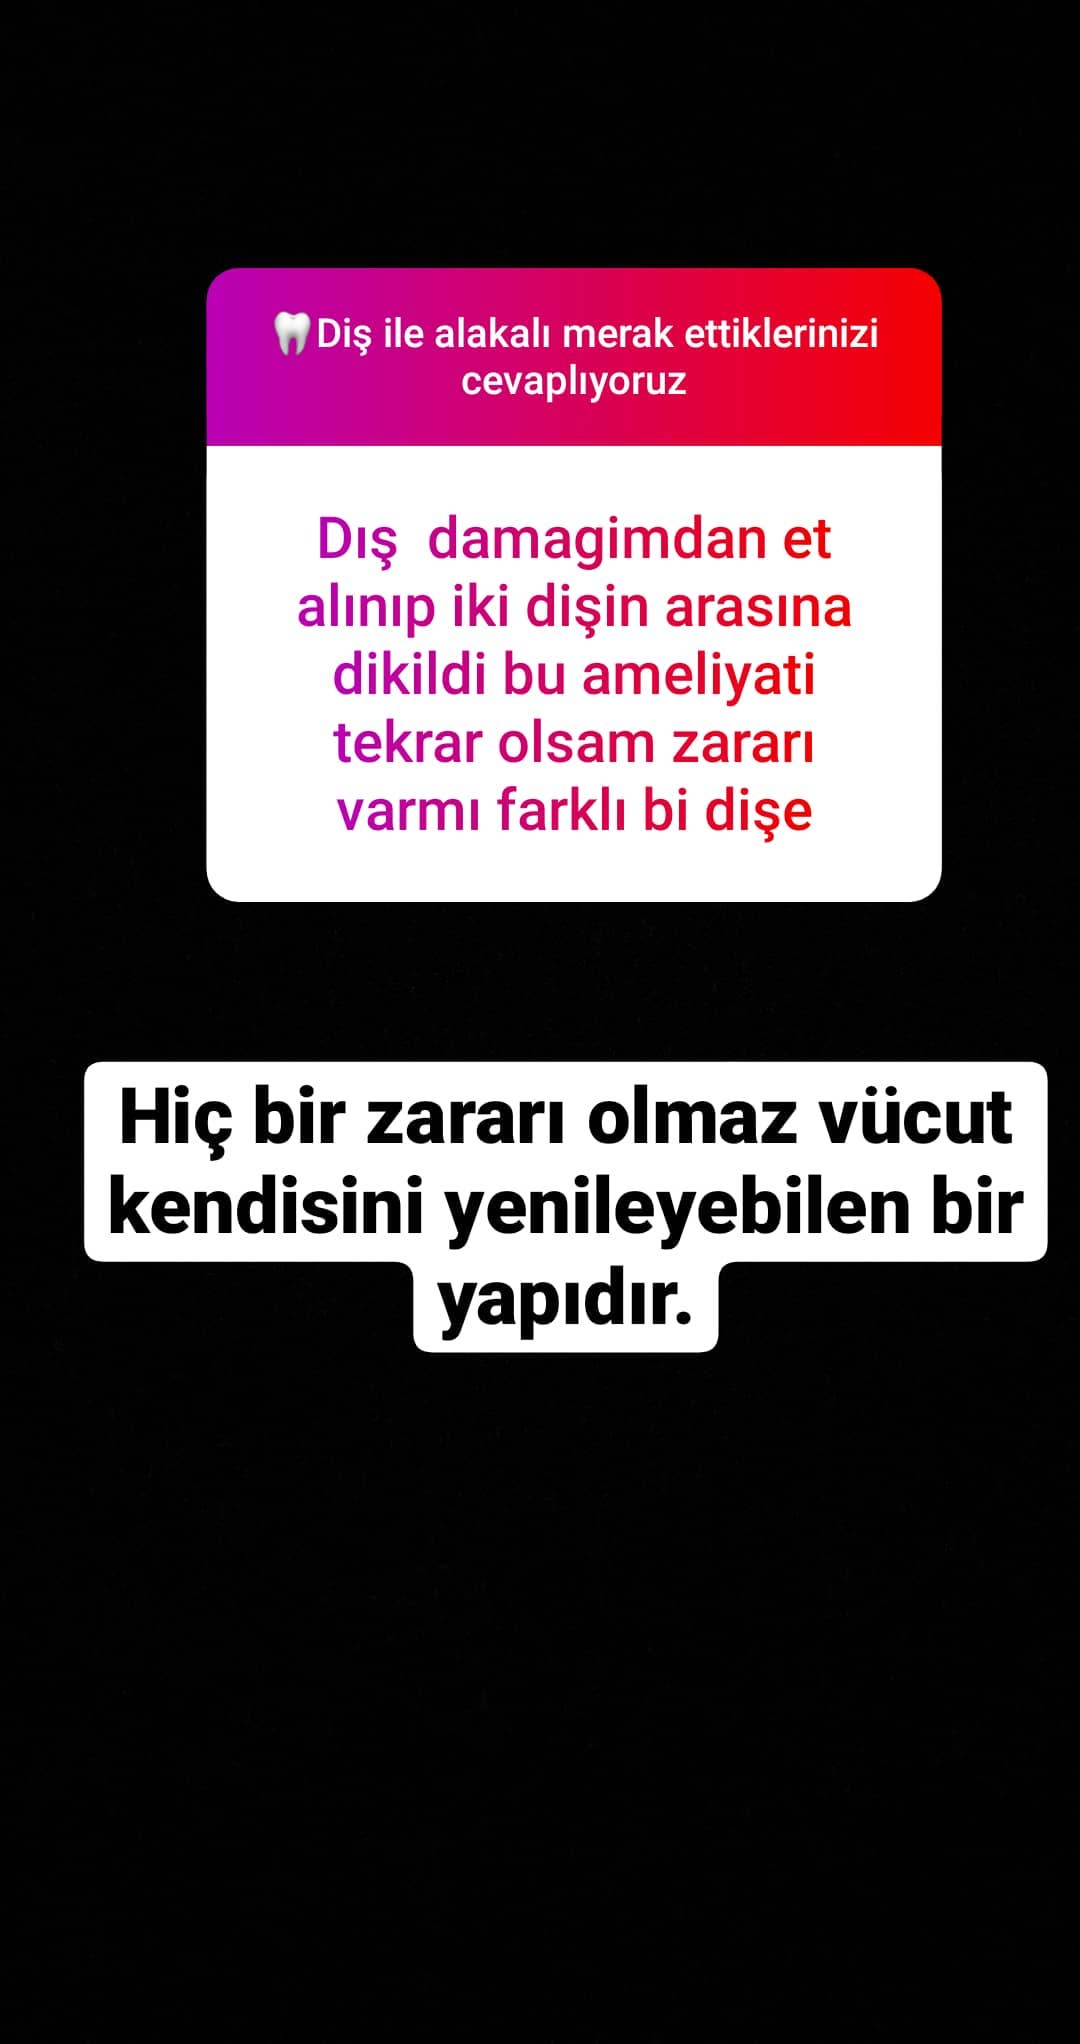 🦷Diş ile alakalı merak ettiklerinizi
cevaplıyoruz
Dış  damagimdan et
alınıp iki dişin arasına
dikildi bu ameliyati
tekrar olsam zararı
varmı farklı bi dişe
Hiç bir zararı olmaz vücut
kendisini yenileyebilen bir
yapıdır.